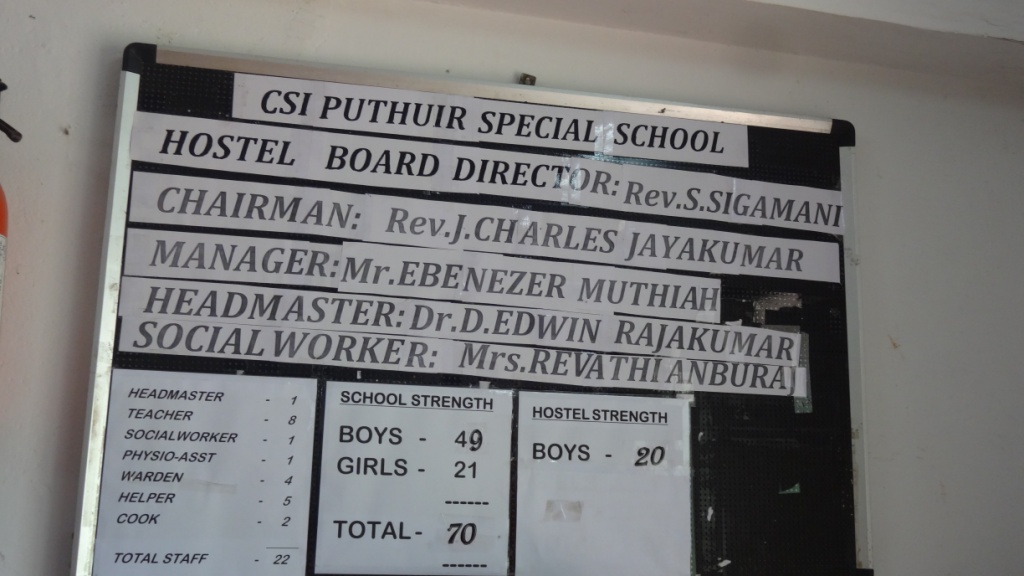 CSI PUTHUIR SPECIAL SCHOOL
HOSTEL BOARD DIRECTOR: Rev.S.SIGAMANI
CHAIRMAN: Rev.J.CHARLES JAYAKUMAR
MANAGER: Mr.EBENEZER MUTHIAH
HEADMASTER: Dr.D.EDWIN RAJAKUMAR
SOCIAL WORKER: Mrs.REVATHI ANBURAJ
HEADMASTER - 1
TEACHER - 8
SOCIALWORKER - 1
PHYSIO-ASST - 1
WARDEN - 4
HELPER - 5
COOK - 2
TOTAL STAFF - 22
SCHOOL STRENGTH
BOYS - 49
GIRLS - 21
------
TOTAL - 70
------
HOSTEL STRENGTH
BOYS - 20